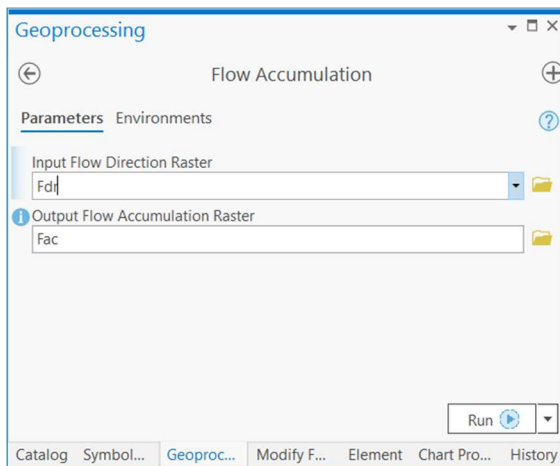 Geoprocessing
Flow Accumulation
Parameters Environments
Input Flow Direction Raster
Fdr
Output Flow Accumulation Raster
Fac
Run
Catalog Symbol... Geoproc... Modify F... Element Chart Pro... History